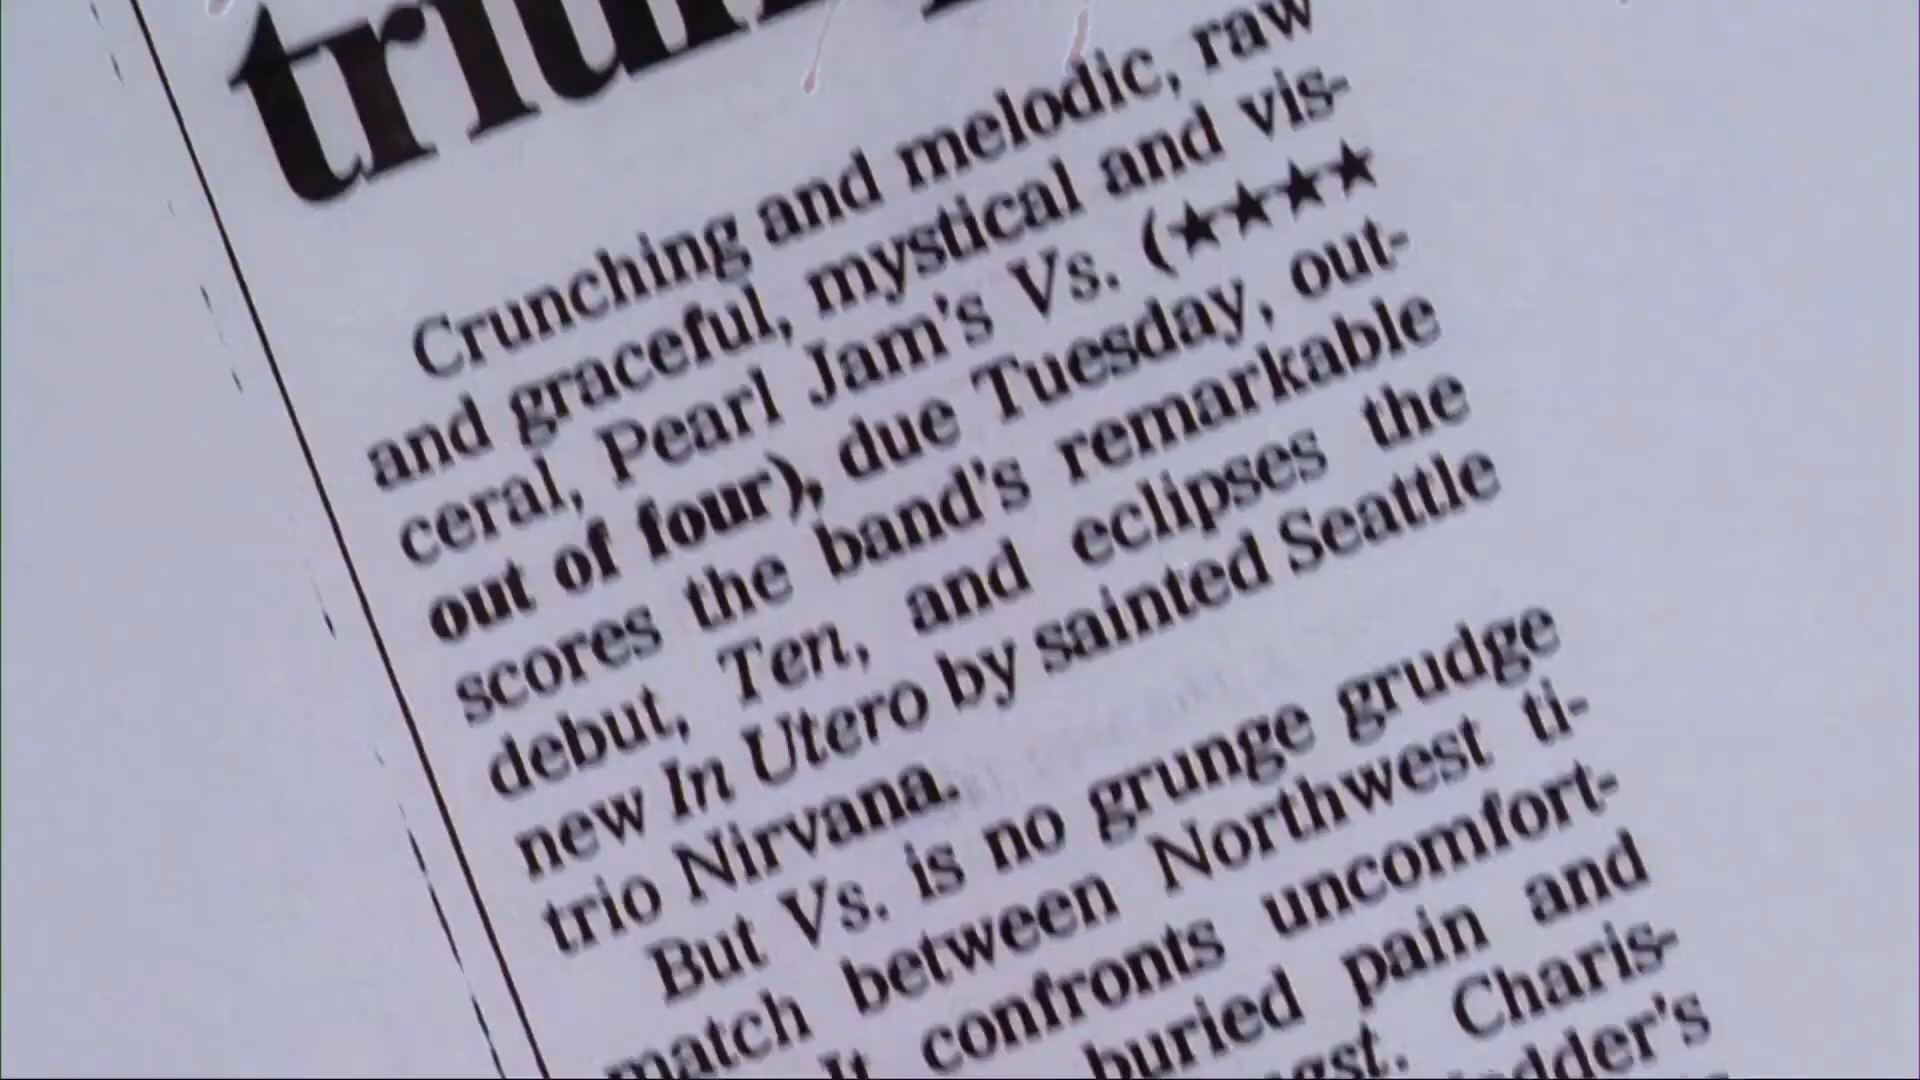 Crunching and melodic, raw
and graceful, mystical and vis-
ceral, Pearl Jam's Vs. (★★★★
out of four), due Tuesday, out-
scores the band's remarkable
debut, Ten, and eclipses the
new In Utero by sainted Seattle
trio Nirvana.
But Vs. is no grunge grudge
match between Northwest ti-
It confronts uncomfort-
buried pain and
Charis-